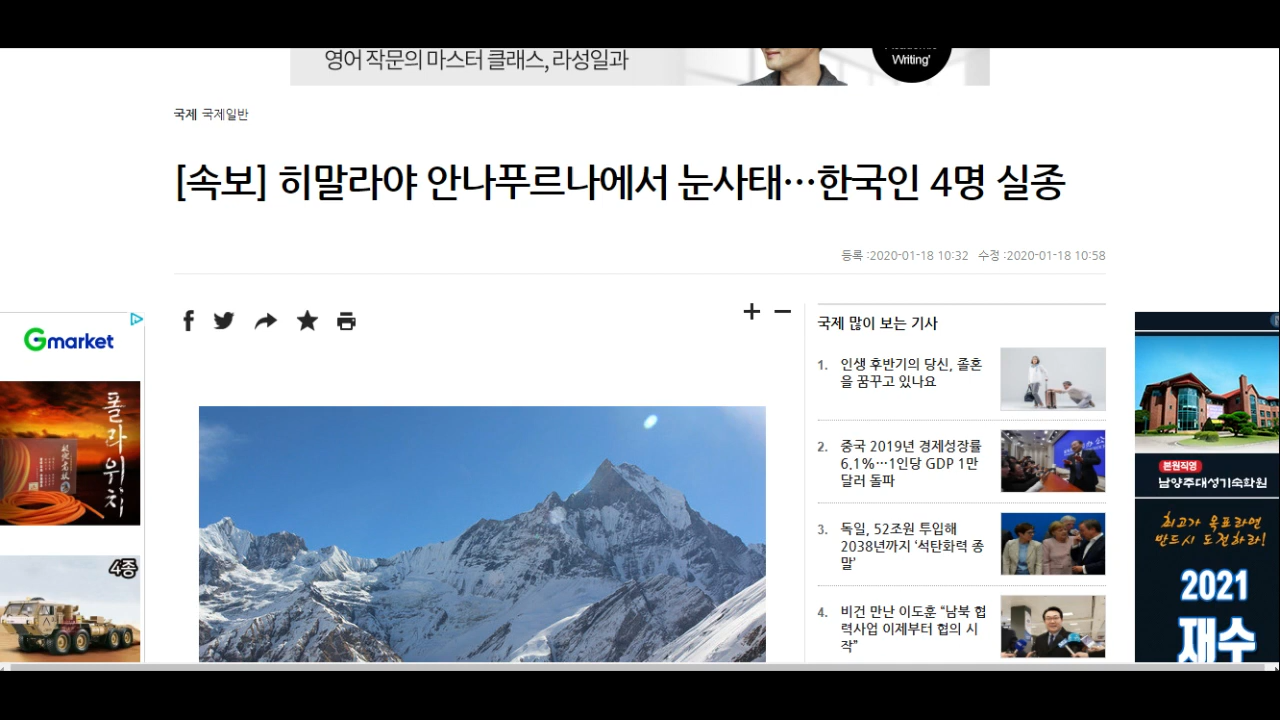 영어 작문의 마스터 클래스, 라성일과
Writing'
국제 국제일반
[속보] 히말라야 안나푸르나에서 눈사태…한국인 4명 실종
등록 :2020-01-18 10:32 수정 :2020-01-18 10:58
국제 많이 보는 기사
1. 인생 후반기의 당신, 졸혼
을 꿈꾸고 있나요
2. 중국 2019년 경제성장률
6.1%…1인당 GDP 1만
달러 돌파
3. 독일, 52조원 투입해
2038년까지 ‘석탄화력 종
말’
4. 비건 만난 이도훈 “남북 협
력사업 이제부터 협의 시
작”
Gmarket
폴라위치
4종
본원직영
남양주대성기숙학원
최고가 목표라면
반드시 도전하라!
2021
재수